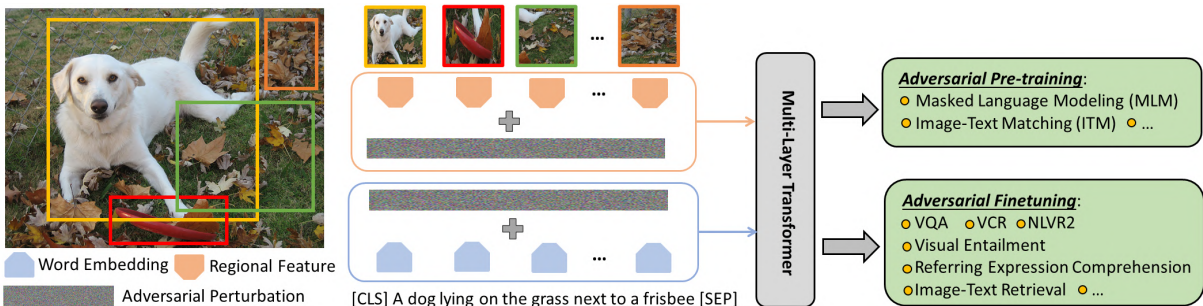 Word Embedding
Regional Feature
Adversarial Perturbation
...
...
...
[CLS] A dog lying on the grass next to a frisbee [SEP]
Multi-Layer Transformer
Adversarial Pre-training:
Masked Language Modeling (MLM)
Image-Text Matching (ITM) ...
Adversarial Finetuning:
VQA VCR NLVR2
Visual Entailment
Referring Expression Comprehension
Image-Text Retrieval ...